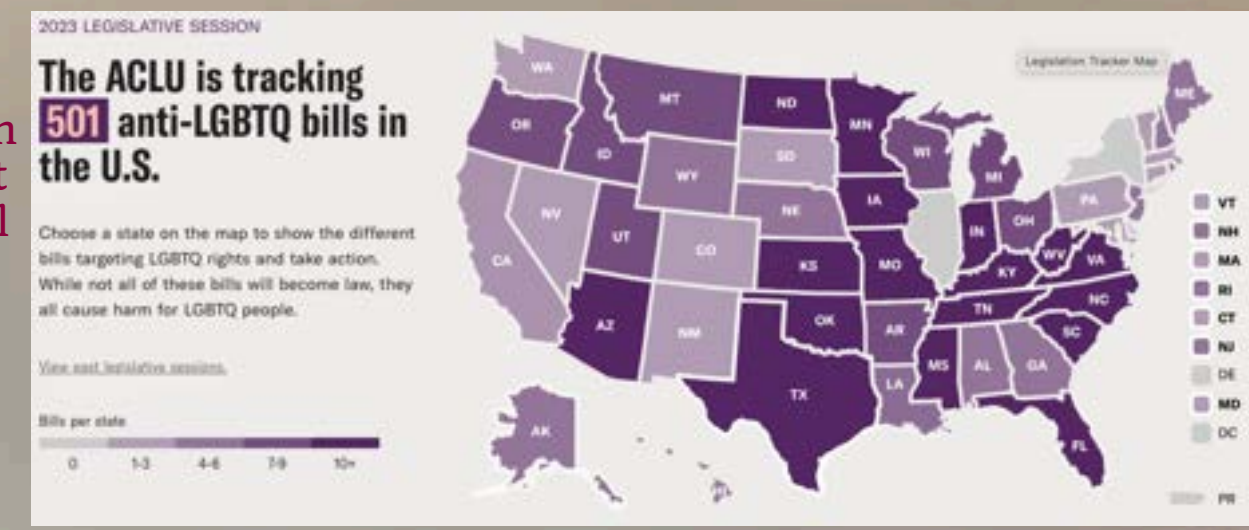 2023 LEGISLATIVE SESSION
The ACLU is tracking
501 anti-LGBTQ bills in
the U.S.
Choose a state on the map to show the different
bills targeting LGBTQ rights and take action.
While not all of these bills will become law, they
all cause harm for LGBTQ people.
View past legislative sessions.
Bills per state
0 1-3 4-6 7-9 10+
Legislation Tracker Map
WA
MT
ND
MN
ME
OR
ID
SD
WI
MI
WY
IA
PA
NV
NE
OH
UT
CO
IN
CA
KS
MO
WV
VA
KY
NC
AZ
OK
TN
NM
AR
SC
MS
AL
GA
TX
LA
AK
FL
VT
NH
MA
RI
CT
NJ
DE
MD
DC
PR